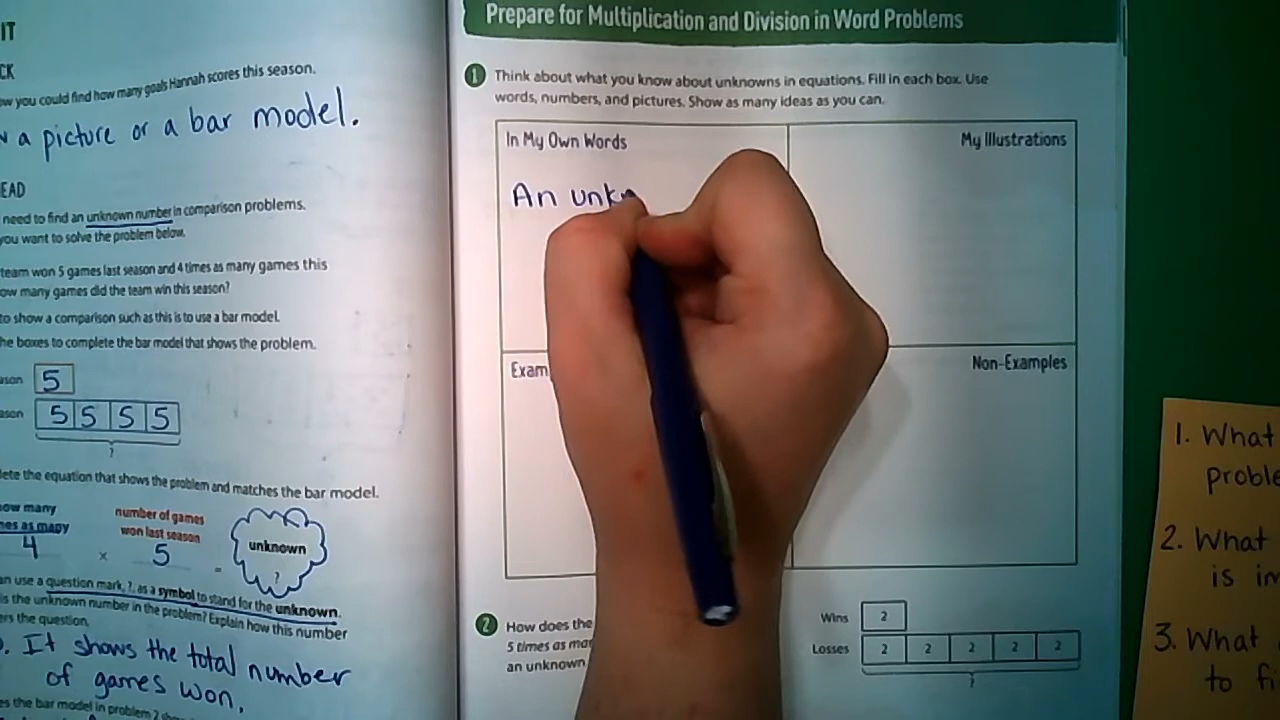 IT
CK
ow you could find how many goals Hannah scores this season.
a picture or a bar model.
EAD
need to find an unknown number in comparison problems.
you want to solve the problem below.
team won 5 games last season and 4 times as many games this
ow many games did the team win this season?
to show a comparison such as this is to use a bar model.
he boxes to complete the bar model that shows the problem.
ason 5
ason 5 5 5 5
?
lete the equation that shows the problem and matches the bar model.
ow many
mes as many
number of games
won last season
unknown
4 × 5 = ?
an use a question mark, ?, as a symbol to stand for the unknown.
is the unknown number in the problem? Explain how this number
ers the question.
. It shows the total number
of games won.
es the bar model in problem 2
Prepare for Multiplication and Division in Word Problems
1 Think about what you know about unknowns in equations. Fill in each box. Use
words, numbers, and pictures. Show as many ideas as you can.
In My Own Words
My Illustrations
An unkn
Exam
Non-Examples
2 How does the
5 times as mar
an unknown
Wins 2
Losses 2 2 2 2 2
?
1. What
proble
2. What
is im
3. What
to fi